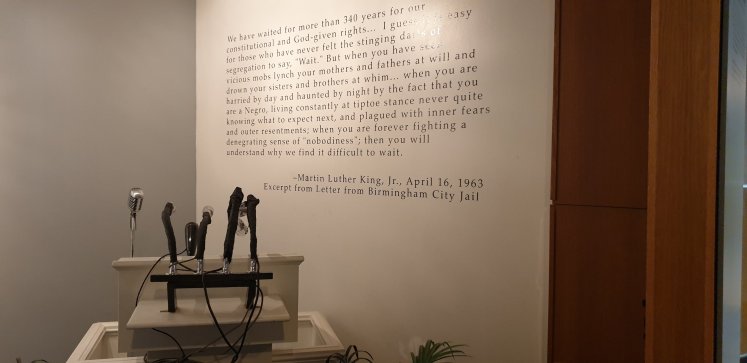 We have waited for more than 340 years for our
constitutional and God-given rights... I guess it is easy
for those who have never felt the stinging darts of
segregation to say, "Wait." But when you have seen
vicious mobs lynch your mothers and fathers at will and
drown your sisters and brothers at whim... when you are
harried by day and haunted by night by the fact that you
are a Negro, living constantly at tiptoe stance never quite
knowing what to expect next, and plagued with inner fears
and outer resentments; when you are forever fighting a
denegrating sense of "nobodiness"; then you will
understand why we find it difficult to wait.
–Martin Luther King, Jr., April 16, 1963
Excerpt from Letter from Birmingham City Jail